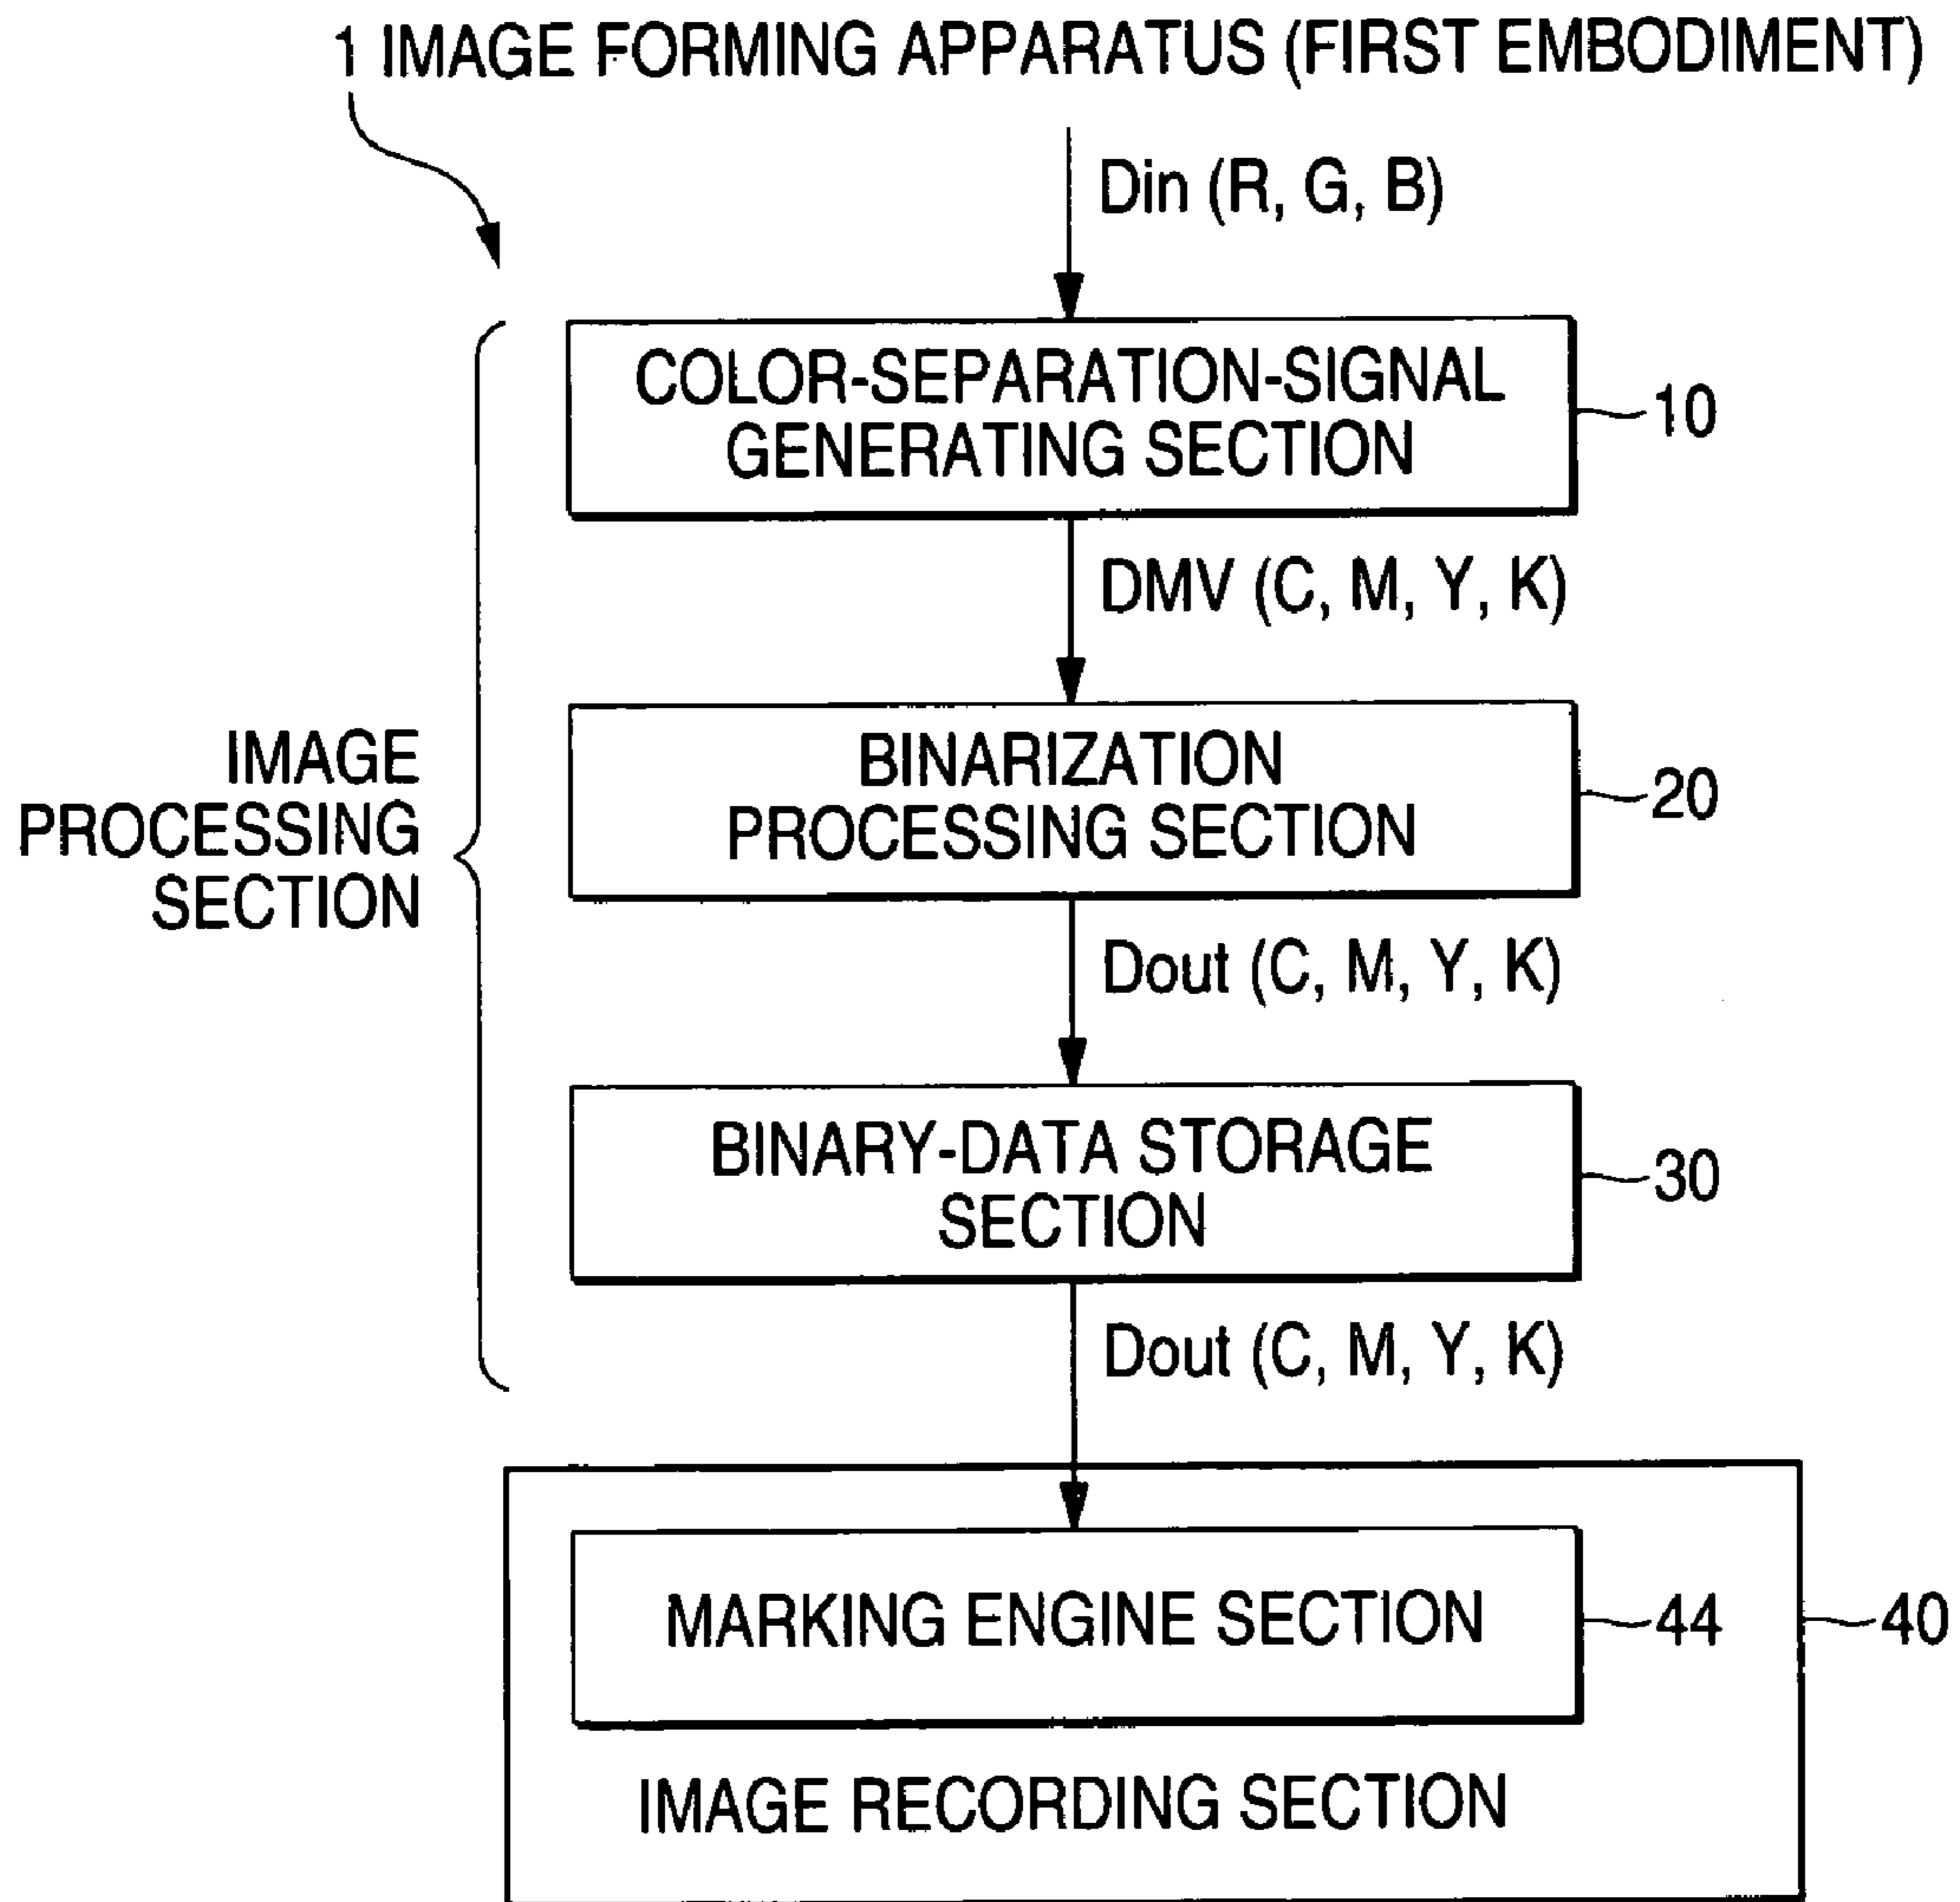 1 IMAGE FORMING APPARATUS (FIRST EMBODIMENT)
Din (R, G, B)
COLOR-SEPARATION-SIGNAL
GENERATING SECTION
10
DMV (C, M, Y, K)
IMAGE
PROCESSING
SECTION
BINARIZATION
PROCESSING SECTION
20
Dout (C, M, Y, K)
BINARY-DATA STORAGE
SECTION
30
Dout (C, M, Y, K)
MARKING ENGINE SECTION
44
40
IMAGE RECORDING SECTION